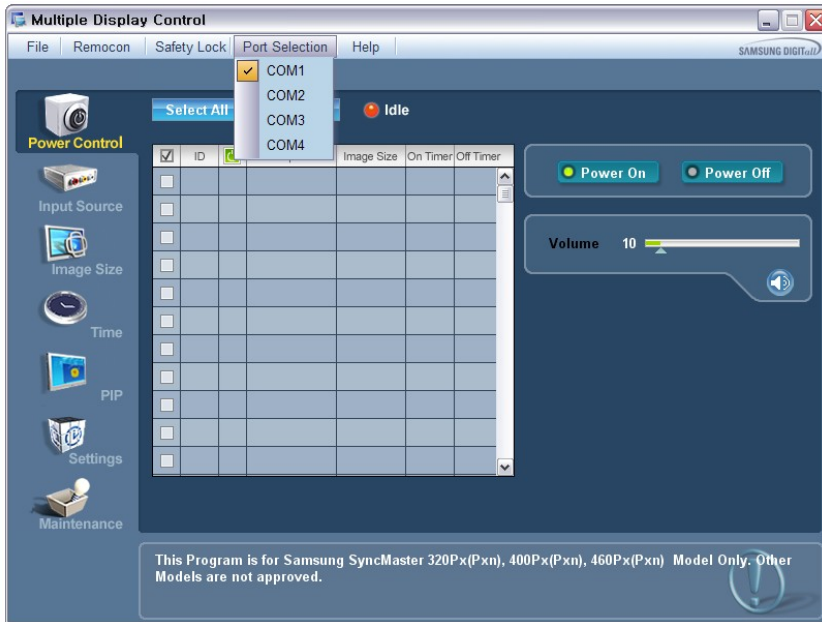 Multiple Display Control
File Remocon Safety Lock Port Selection Help
SAMSUNG DIGITall
COM1
COM2
COM3
COM4
Select All
Idle
Power Control
Input Source
Image Size
Time
PIP
Settings
Maintenance
ID Image Size On Timer Off Timer
Power On Power Off
Volume 10
This Program is for Samsung SyncMaster 320Px(Pxn), 400Px(Pxn), 460Px(Pxn) Model Only. Other
Models are not approved.